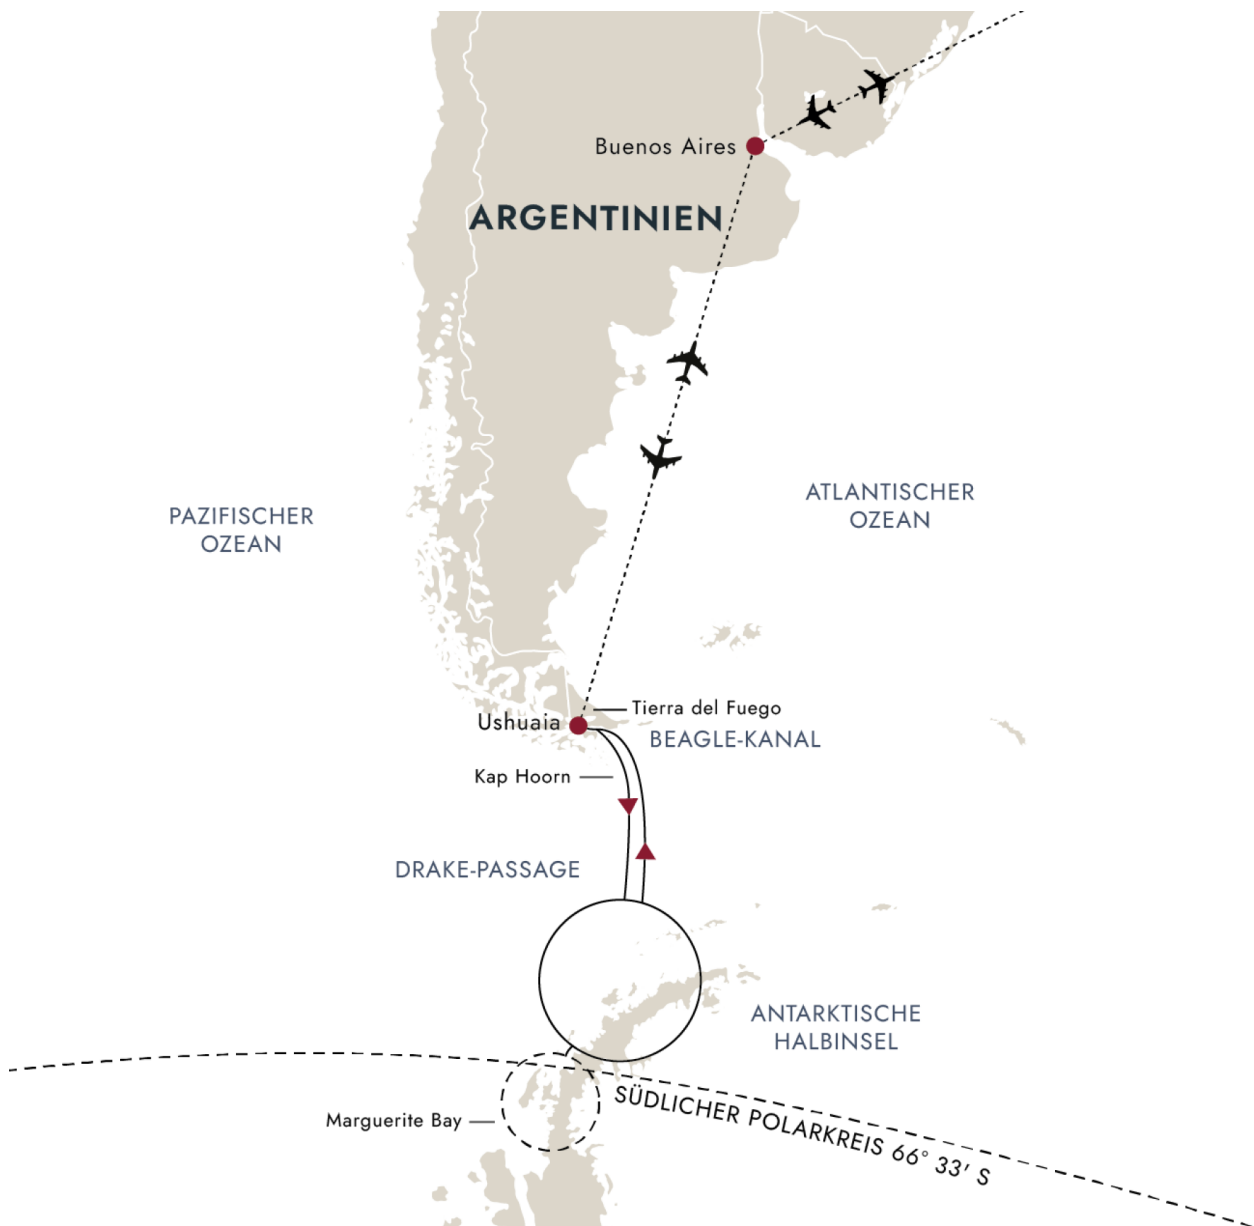 Buenos Aires
ARGENTINIEN
ATLANTISCHER
OZEAN
PAZIFISCHER
OZEAN
Tierra del Fuego
Ushuaia
BEAGLE-KANAL
Kap Hoorn
DRAKE-PASSAGE
ANTARKTISCHE
HALBINSEL
SÜDLICHER POLARKREIS 66° 33' S
Marguerite Bay